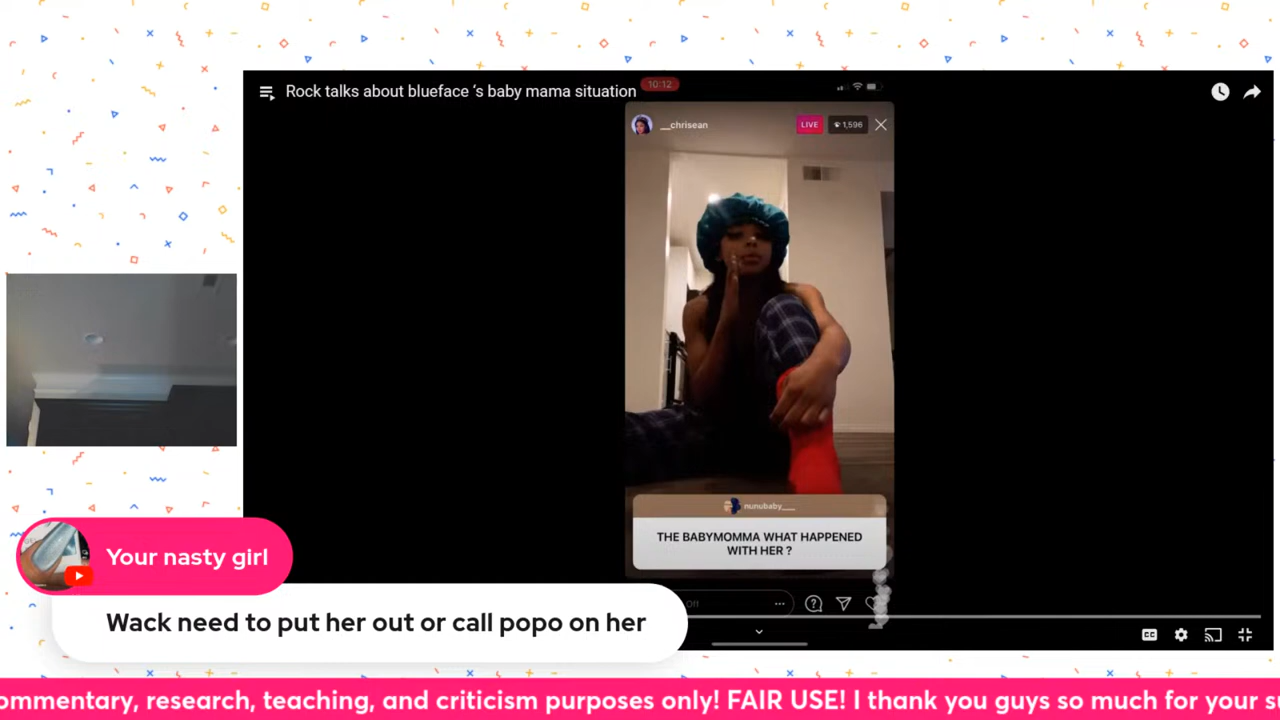 Rock talks about blueface ‘s baby mama situation
10:12
__chrisean
LIVE
1,596
nunubaby___
THE BABYMOMMA WHAT HAPPENED
WITH HER ?
Off
Your nasty girl
Wack need to put her out or call popo on her
CC
ommentary, research, teaching, and criticism purposes only! FAIR USE! I thank you guys so much for your s